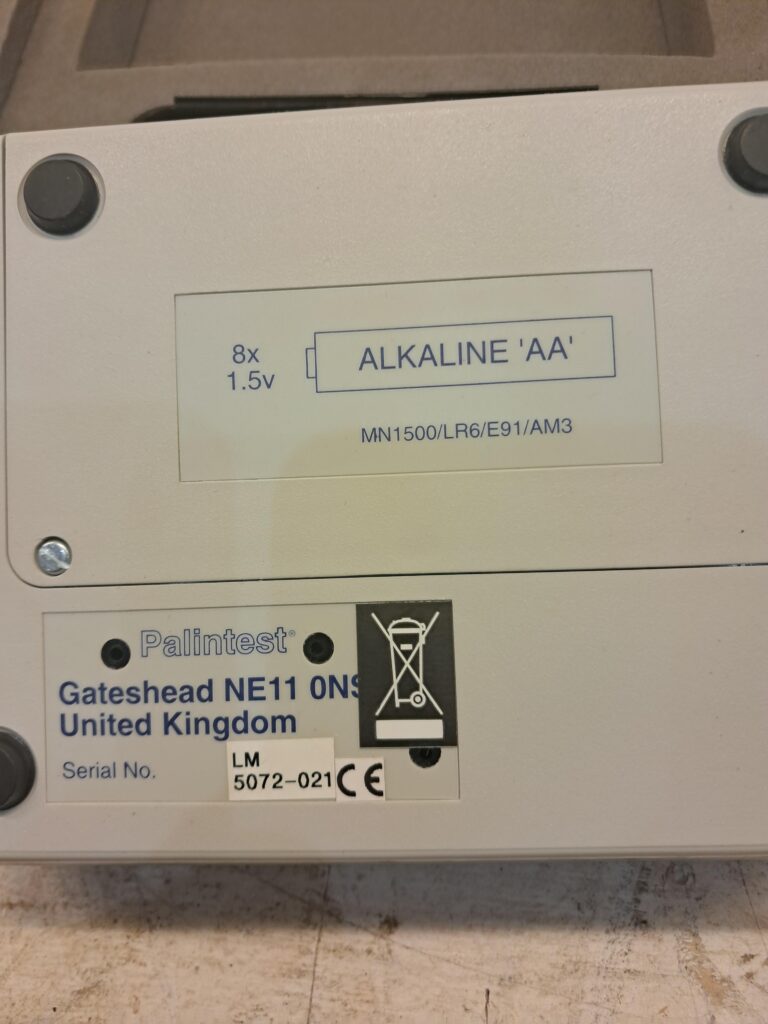 8x
1.5v
ALKALINE 'AA'
MN1500/LR6/E91/AM3
Palintest®
Gateshead NE11 0NS
United Kingdom
Serial No.
LM
5072-021
CE